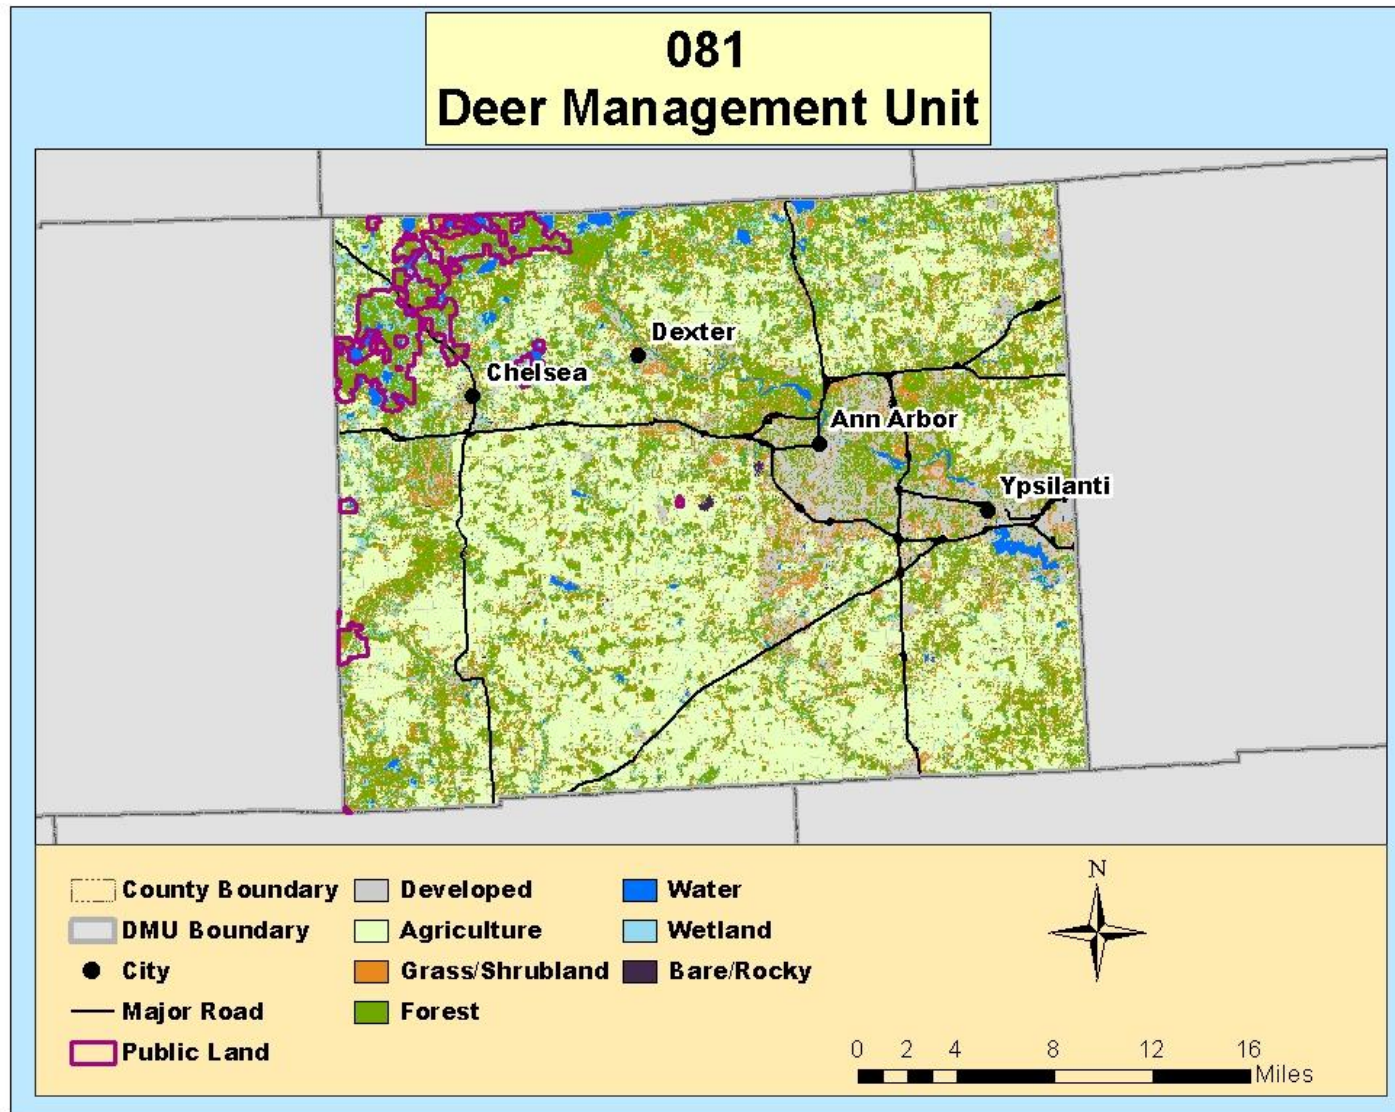 081
Deer Management Unit
Dexter
Chelsea
Ann Arbor
Ypsilanti
County Boundary
DMU Boundary
City
Major Road
Public Land
Developed
Agriculture
Grass/Shrubland
Forest
Water
Wetland
Bare/Rocky
N
0 2 4 8 12 16
Miles